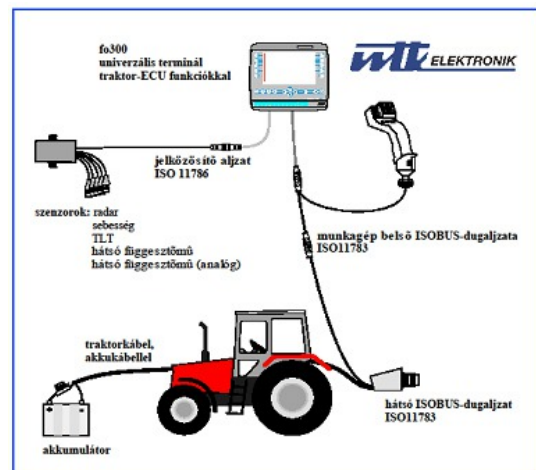 fo300
univerzális terminál
traktor-ECU funkciókkal
wtk ELEKTRONIK
jelközösítő aljzat
ISO 11786
szenzorok: radar
sebesség
TLT
hátsó függesztőmű
hátsó függesztőmű (analóg)
munkagép belső ISOBUS-dugaljzata
ISO11783
traktorkábel,
akkukábellel
hátsó ISOBUS-dugaljzat
ISO11783
akkumulátor